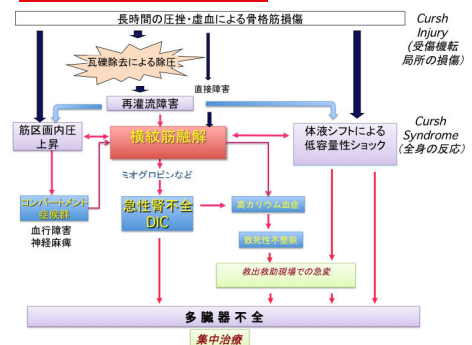 長時間の圧挫・虚血による骨格筋損傷
Cursh
Injury
(受傷機転
局所の損傷)
瓦礫除去による除圧
直接障害
再灌流障害
筋区画内圧
上昇
横紋筋融解
体液シフトによる
低容量性ショック
Cursh
Syndrome
(全身の反応)
ミオグロビンなど
コンパートメント
症候群
急性腎不全
DIC
高カリウム血症
血行障害
神経麻痺
致死性不整脈
救出救助現場での急変
多臓器不全
集中治療